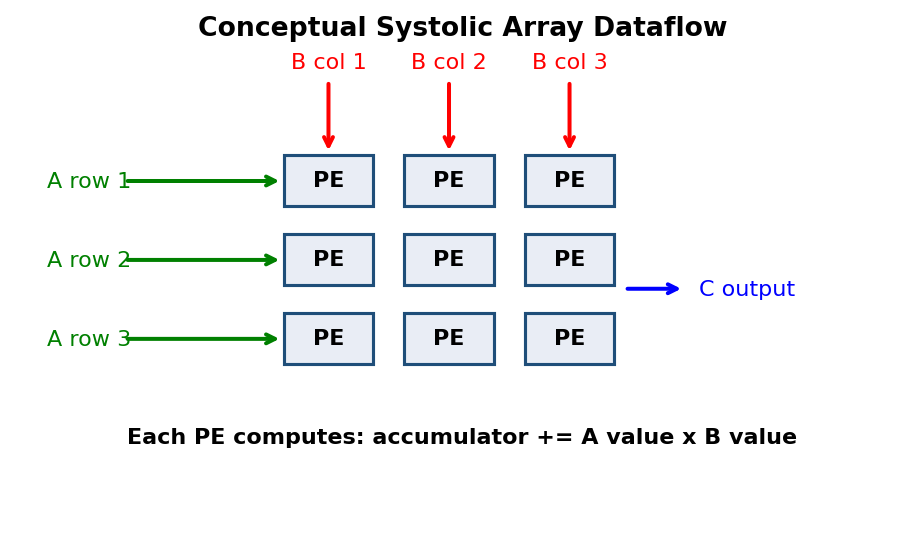 Conceptual Systolic Array Dataflow
B col 1 B col 2 B col 3
A row 1 PE PE PE
A row 2 PE PE PE
C output
A row 3 PE PE PE
Each PE computes: accumulator += A value x B value